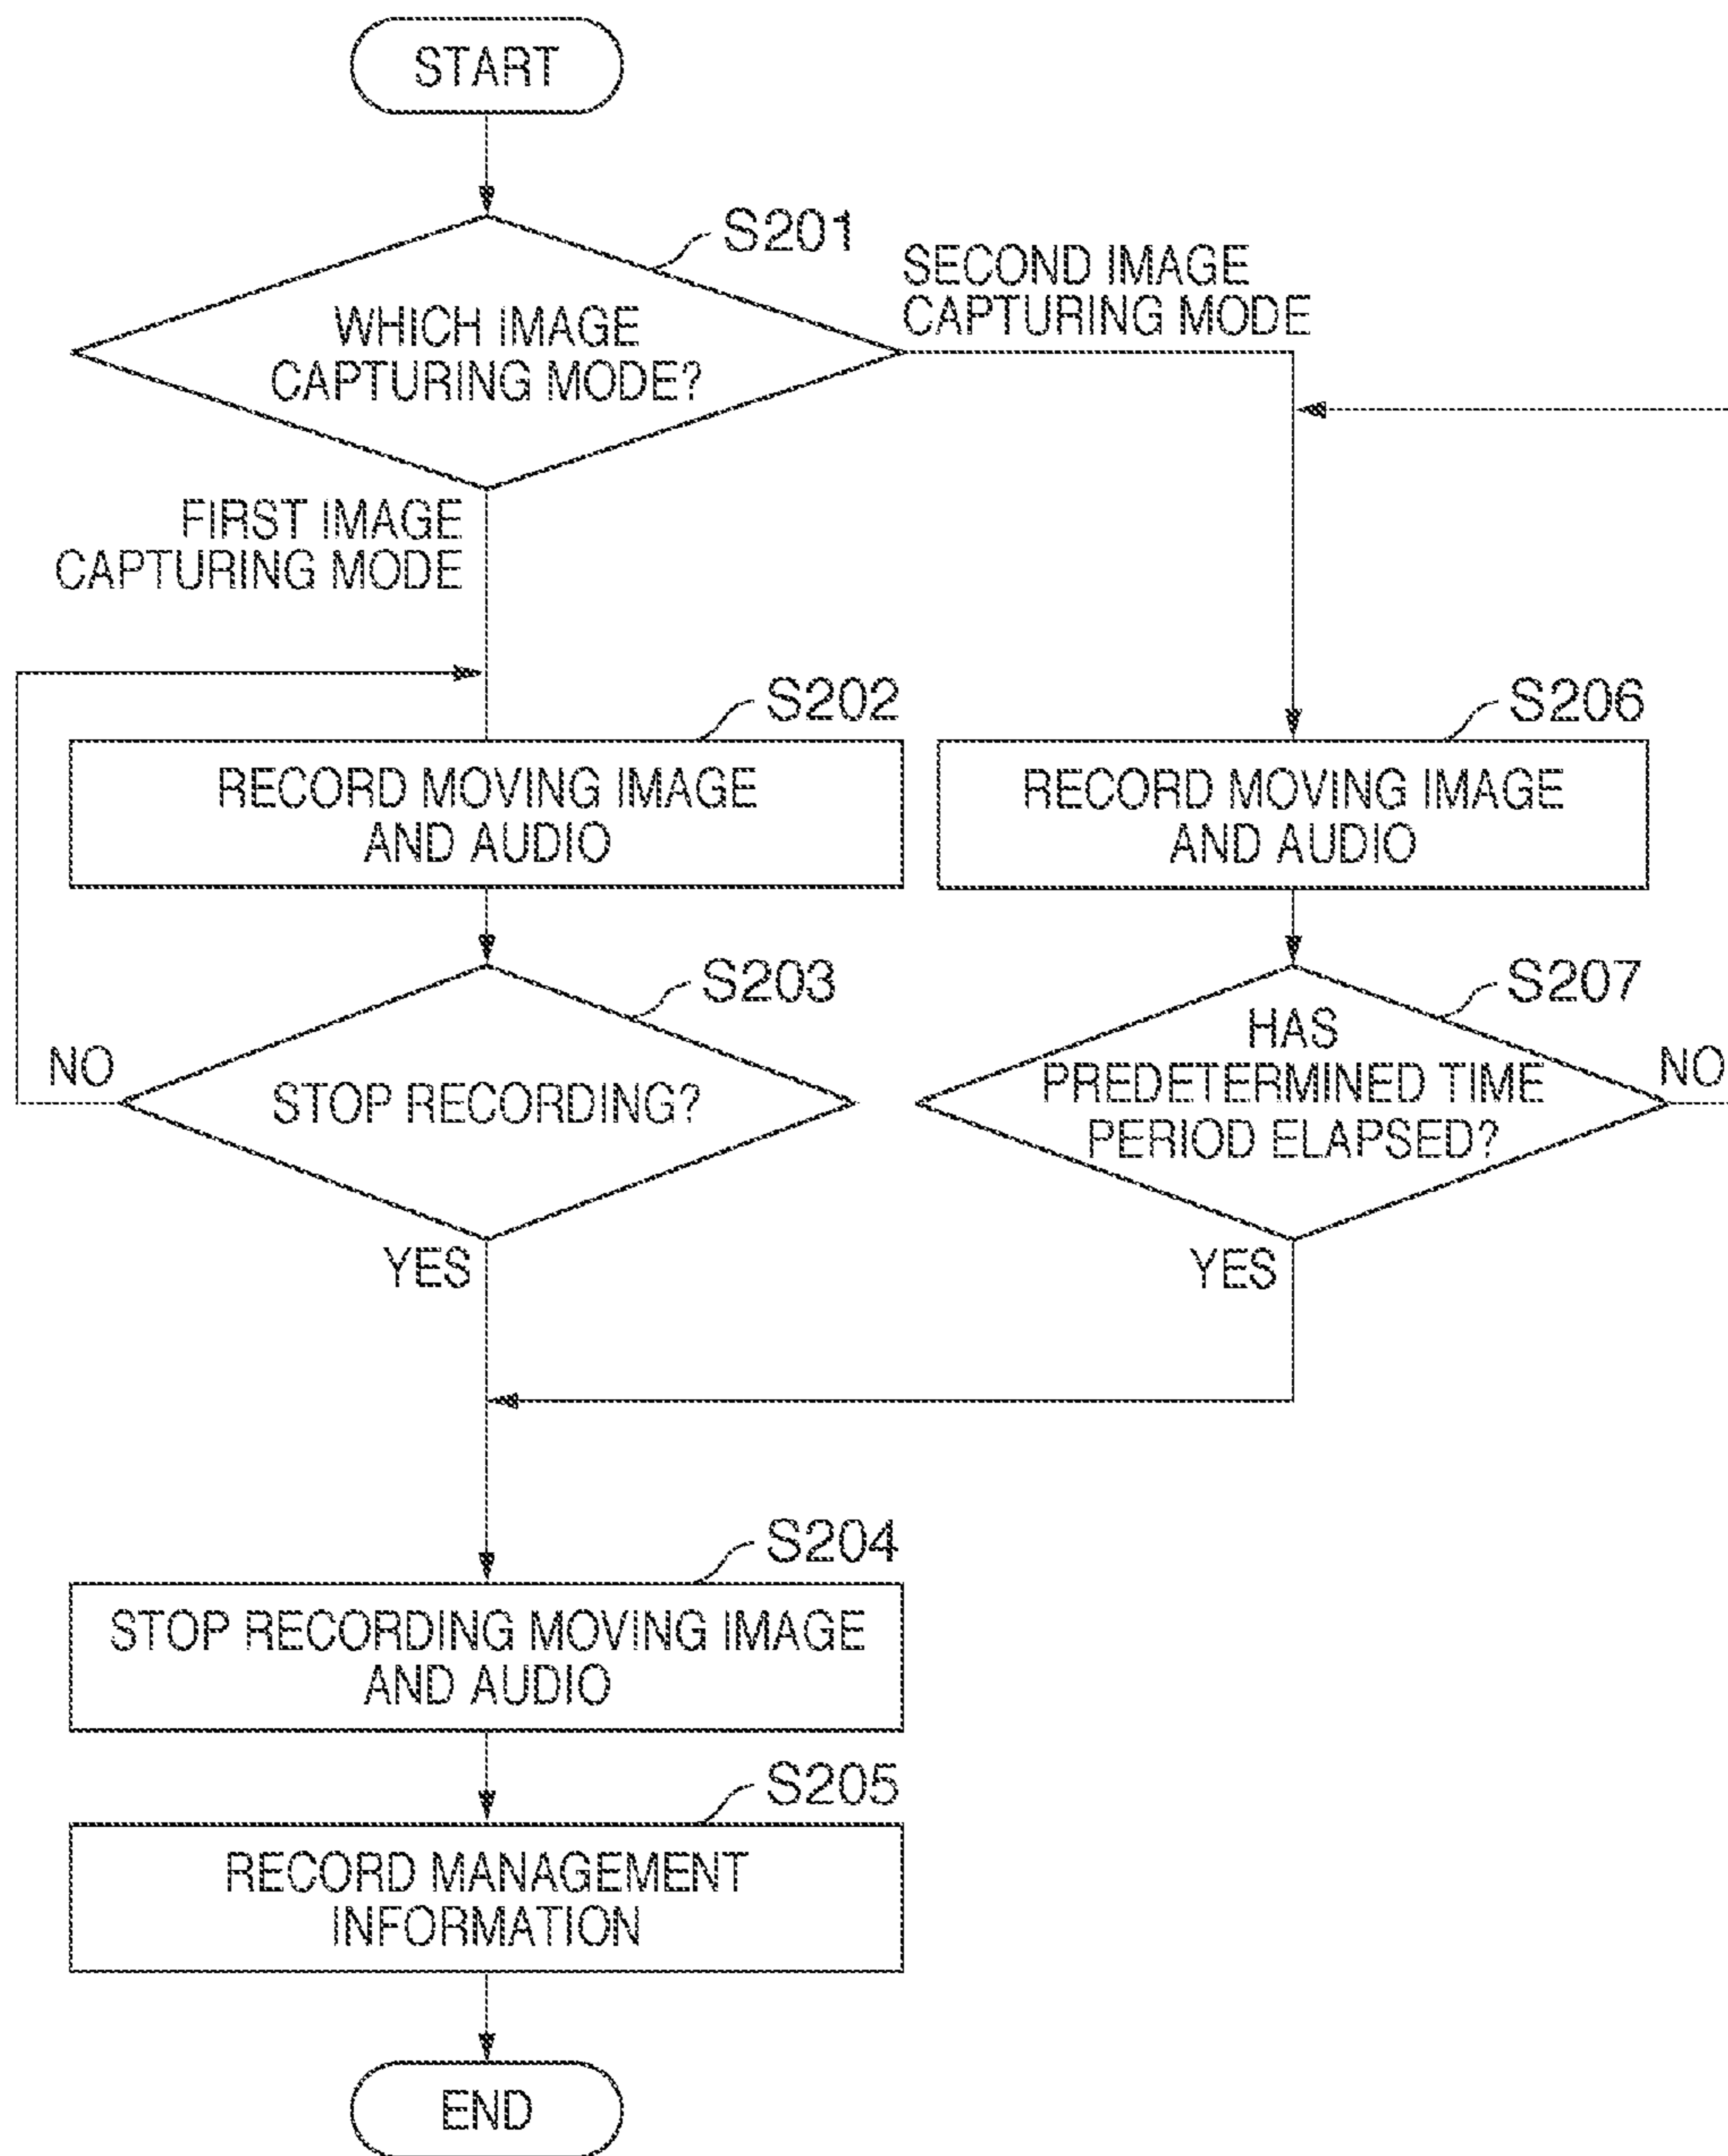 START
S201
WHICH IMAGE
CAPTURING MODE?
SECOND IMAGE
CAPTURING MODE
FIRST IMAGE
CAPTURING MODE
S202
RECORD MOVING IMAGE
AND AUDIO
S206
RECORD MOVING IMAGE
AND AUDIO
S203
STOP RECORDING?
NO
YES
S207
HAS
PREDETERMINED TIME
PERIOD ELAPSED?
NO
YES
S204
STOP RECORDING MOVING IMAGE
AND AUDIO
S205
RECORD MANAGEMENT
INFORMATION
END